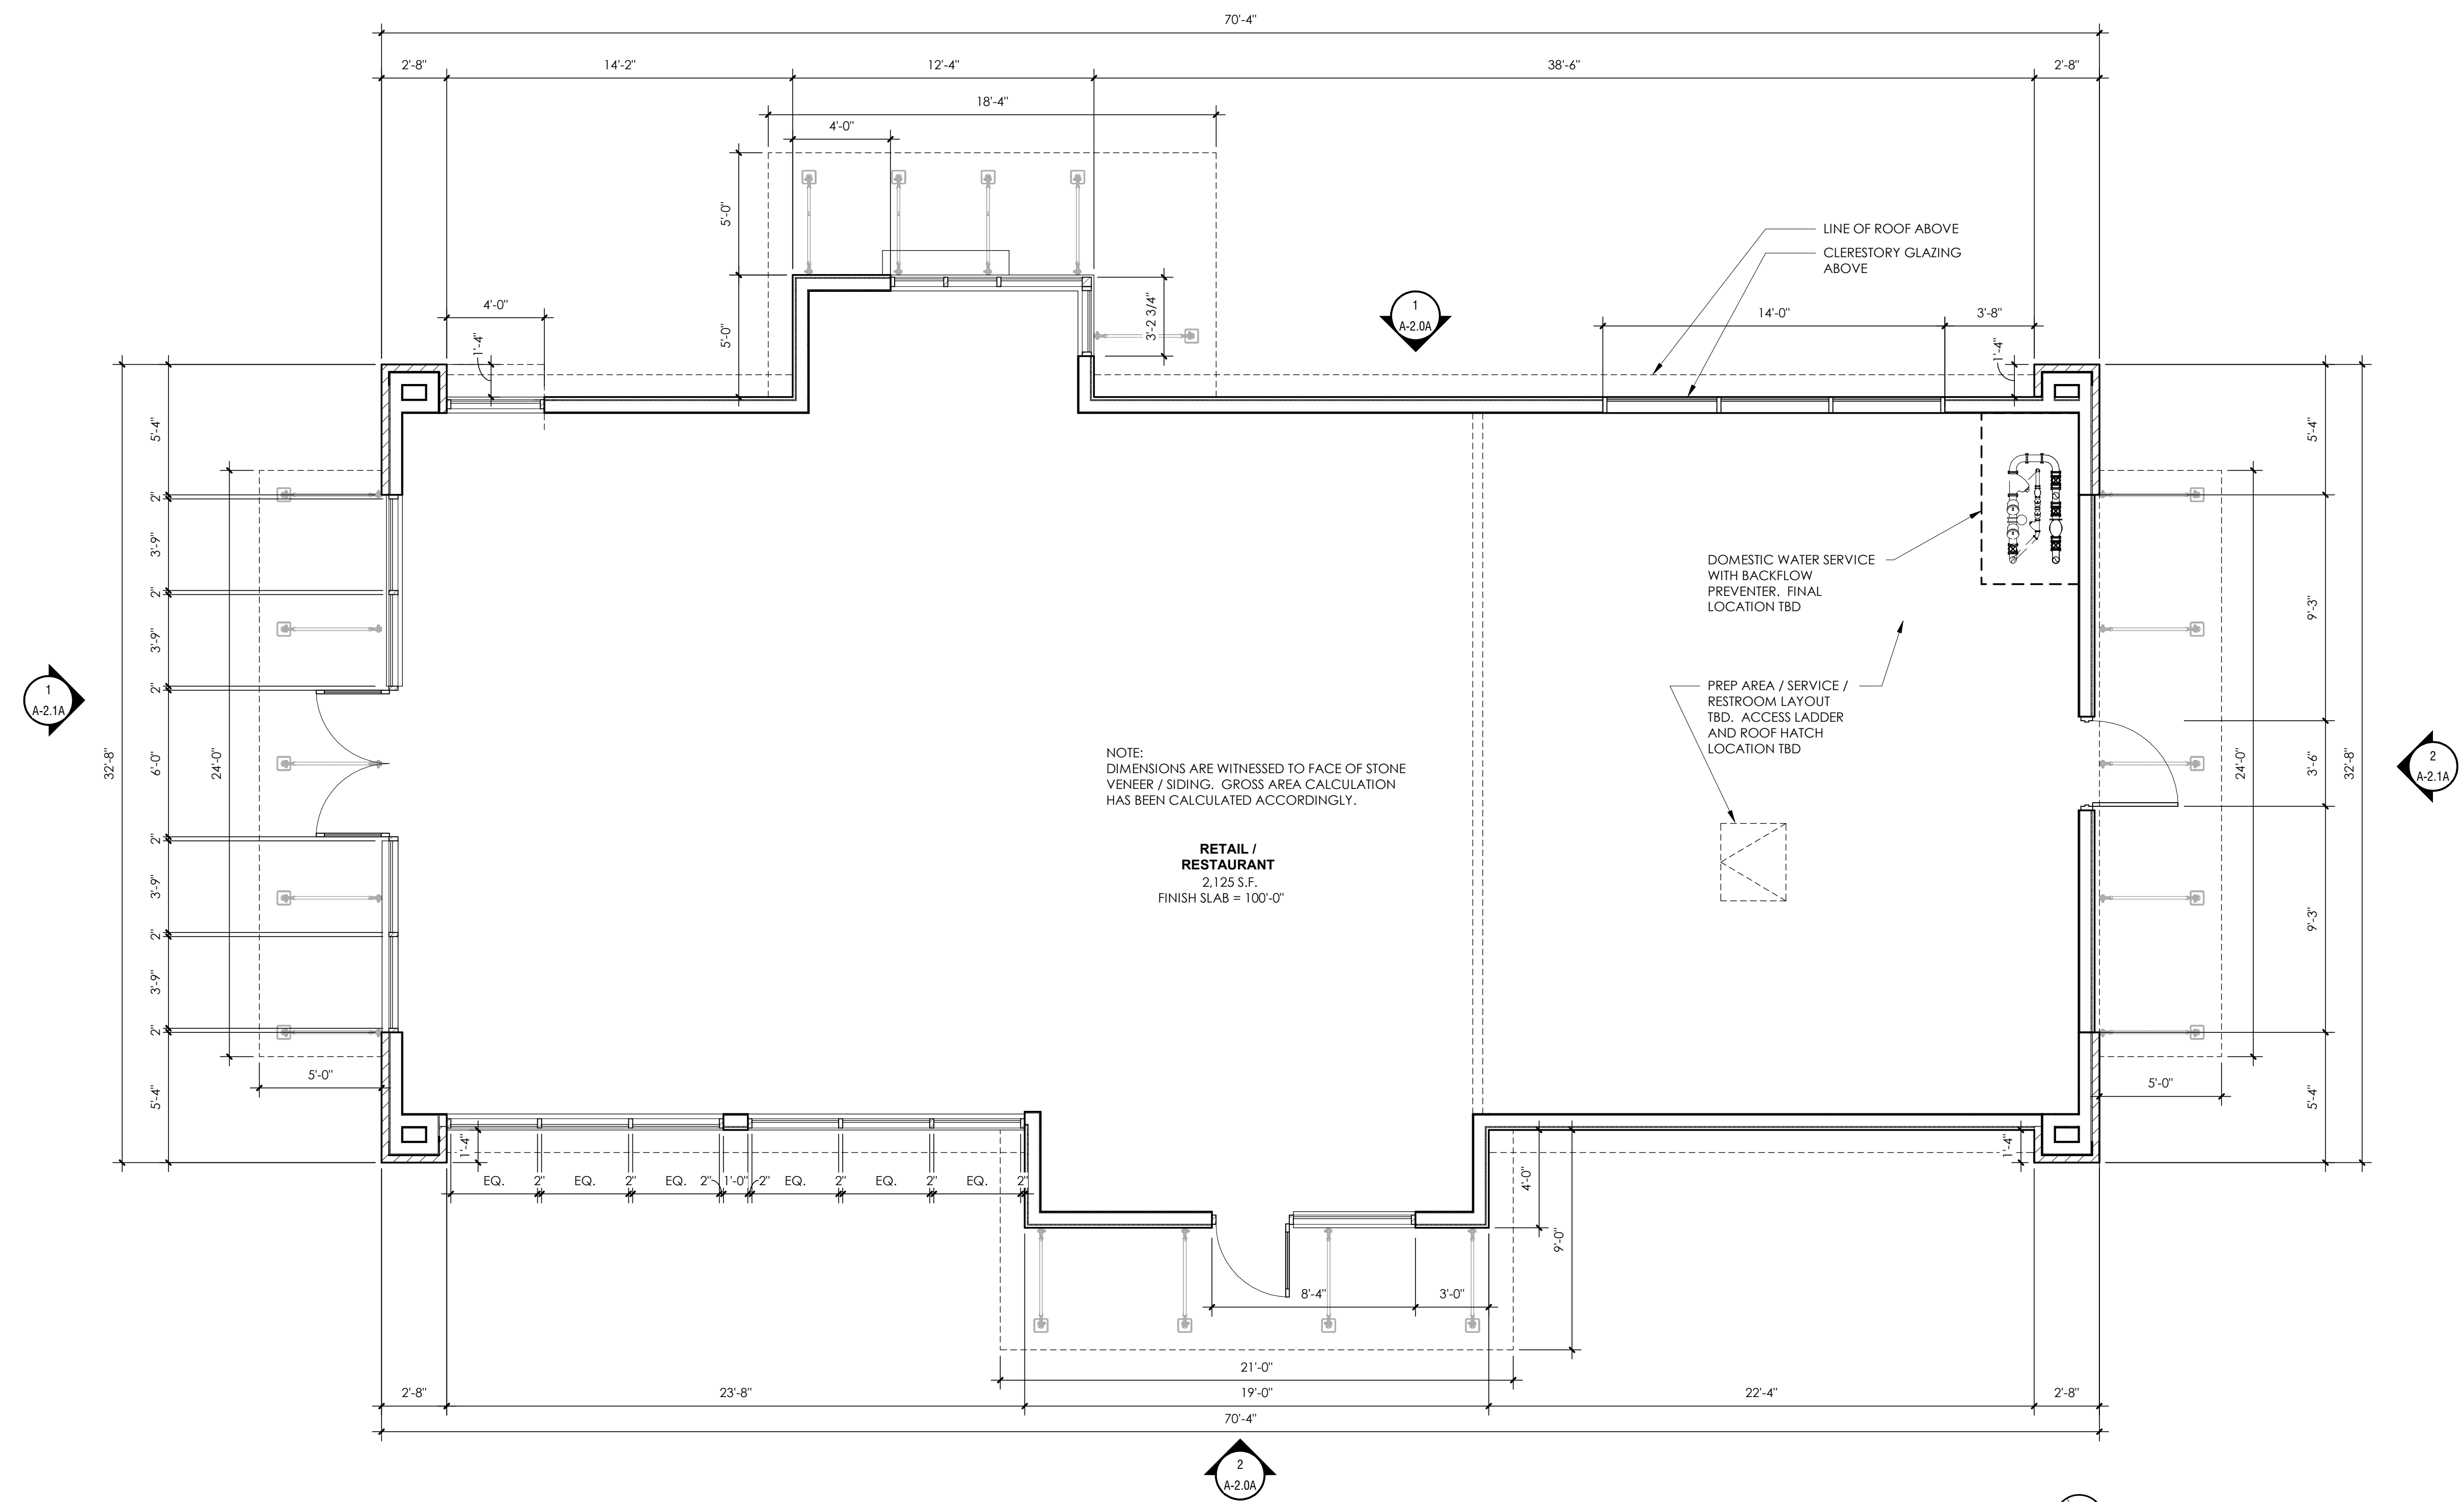 70'-4"
2'-8"
14'-2"
12'-4"
38'-6"
2'-8"
18'-4"
4'-0"
5'-0"
5'-0"
3'-2 3/4"
4'-0"
1'-4"
LINE OF ROOF ABOVE
CLERESTORY GLAZING
ABOVE
1
A-2.0A
14'-0"
3'-8"
1'-4"
5'-4"
2"
3'-9"
2"
3'-9"
2"
6'-0"
2"
3'-9"
2"
3'-9"
2"
5'-4"
32'-8"
24'-0"
5'-0"
1
A-2.1A
DOMESTIC WATER SERVICE
WITH BACKFLOW
PREVENTER. FINAL
LOCATION TBD
PREP AREA / SERVICE /
RESTROOM LAYOUT
TBD. ACCESS LADDER
AND ROOF HATCH
LOCATION TBD
NOTE:
DIMENSIONS ARE WITNESSED TO FACE OF STONE
VENEER / SIDING. GROSS AREA CALCULATION
HAS BEEN CALCULATED ACCORDINGLY.
RETAIL /
RESTAURANT
2,125 S.F.
FINISH SLAB = 100'-0"
5'-4"
9'-3"
3'-6"
9'-3"
5'-4"
24'-0"
32'-8"
5'-0"
2
A-2.1A
1'-4"
EQ. 2" EQ. 2" EQ. 2" 1'-0" 2" EQ. 2" EQ. 2" EQ. 2"
4'-0"
9'-0"
1'-4"
8'-4"
3'-0"
21'-0"
2'-8"
23'-8"
19'-0"
22'-4"
2'-8"
70'-4"
2
A-2.0A